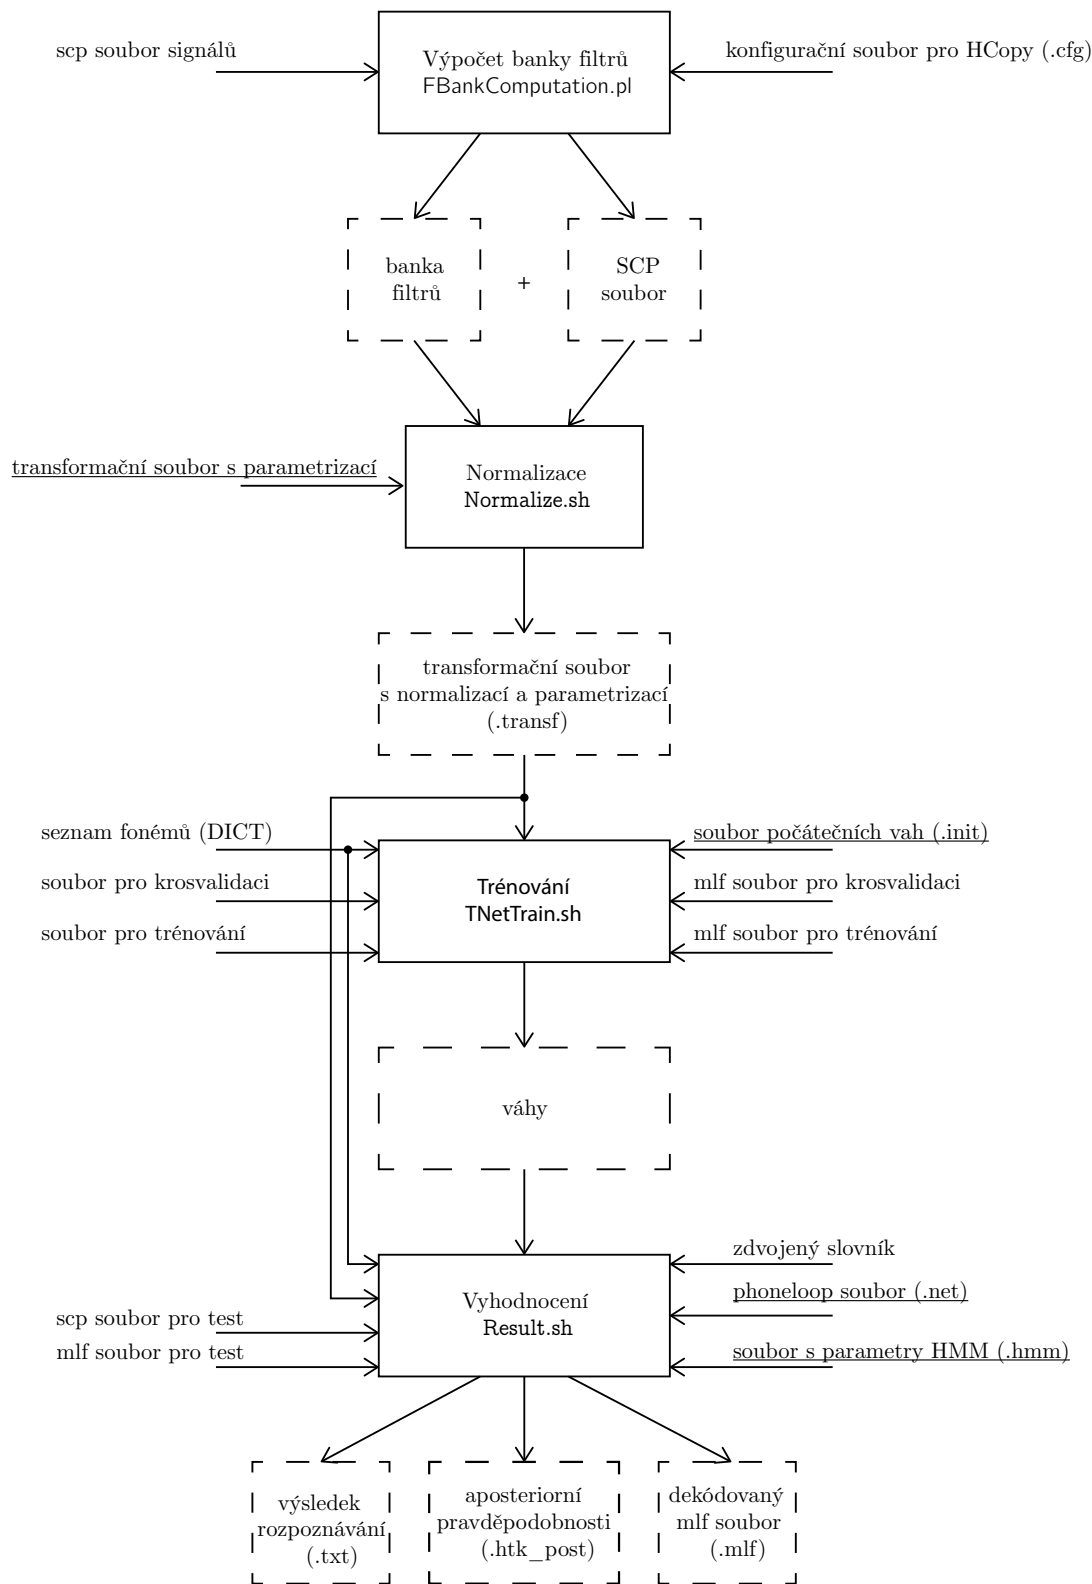 scp soubor signálů
Výpočet banky filtrů
FBankComputation.pl
konfigurační soubor pro HCopy (.cfg)
banka
filtrů
+
SCP
soubor
transformační soubor s parametrizací
Normalizace
Normalize.sh
transformační soubor
s normalizací a parametrizací
(.transf)
seznam fonémů (DICT)
soubor pro krosvalidaci
soubor pro trénování
Trénování
TNetTrain.sh
soubor počátečních vah (.init)
mlf soubor pro krosvalidaci
mlf soubor pro trénování
váhy
scp soubor pro test
mlf soubor pro test
Vyhodnocení
Result.sh
zdvojený slovník
phoneloop soubor (.net)
soubor s parametry HMM (.hmm)
výsledek
rozpoznávání
(.txt)
aposteriorní
pravděpodobnosti
(.htk_post)
dekódovaný
mlf soubor
(.mlf)